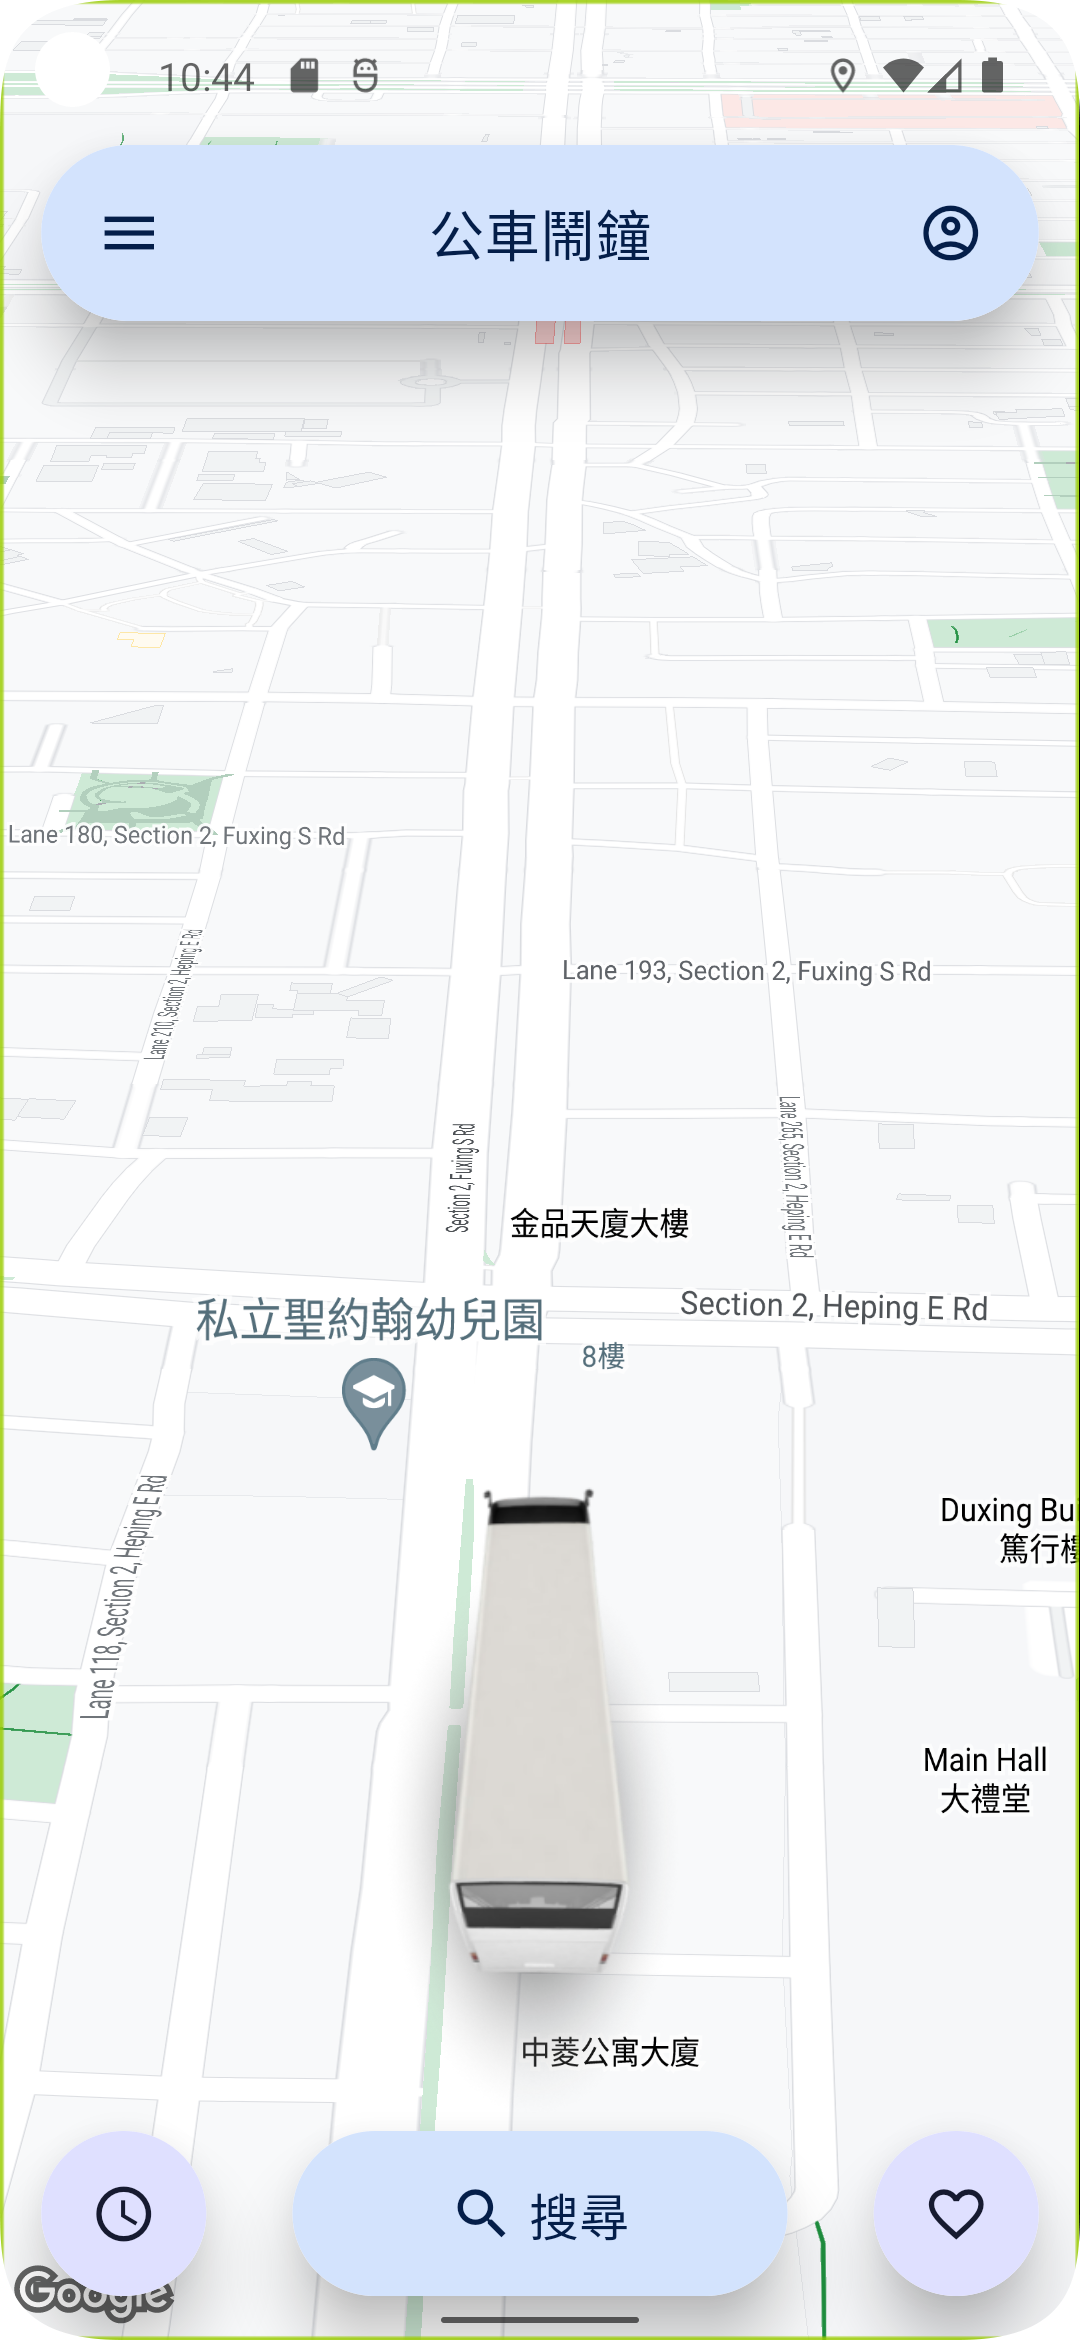 10:44
公車鬧鐘
Lane 180, Section 2, Fuxing S Rd
Lane 210, Section 2, Heping E Rd
Lane 193, Section 2, Fuxing S Rd
Section 2, Fuxing S Rd
Lane 265, Section 2, Heping E Rd
金品天廈大樓
Section 2, Heping E Rd
私立聖約翰幼兒園
8樓
Lane 118, Section 2, Heping E Rd
Duxing Bu
篤行樓
Main Hall
大禮堂
中菱公寓大廈
搜尋
Google